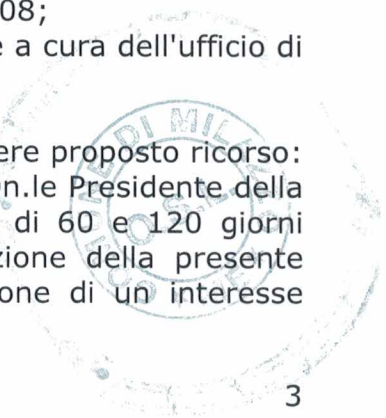 08;
e a cura dell'ufficio di
ere proposto ricorso:
n.le Presidente della
di 60 e 120 giorni
zione della presente
one di un interesse
3